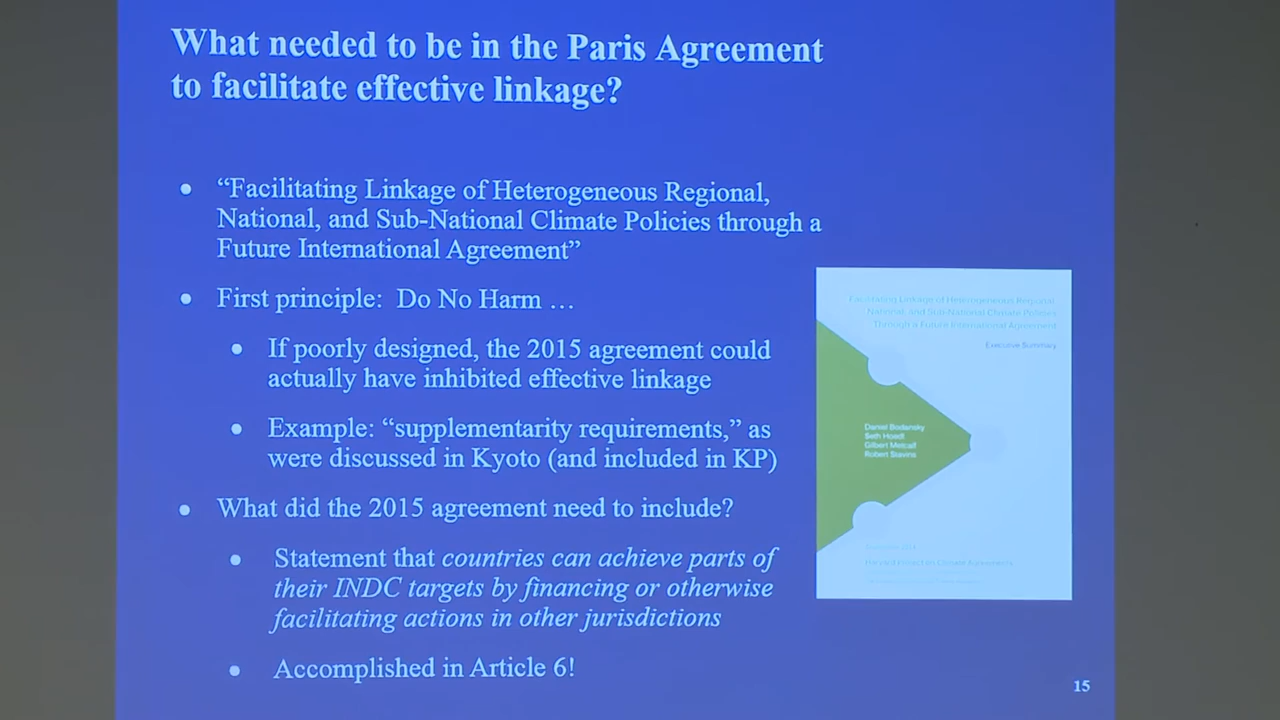 What needed to be in the Paris Agreement
to facilitate effective linkage?
• “Facilitating Linkage of Heterogeneous Regional,
National, and Sub-National Climate Policies through a
Future International Agreement”
• First principle: Do No Harm …
• If poorly designed, the 2015 agreement could
actually have inhibited effective linkage
• Example: “supplementarity requirements,” as
were discussed in Kyoto (and included in KP)
• What did the 2015 agreement need to include?
• Statement that countries can achieve parts of
their INDC targets by financing or otherwise
facilitating actions in other jurisdictions
• Accomplished in Article 6!
Facilitating Linkage of Heterogeneous Regional,
National, and Sub-National Climate Policies
Through a Future International Agreement
Executive Summary
Daniel Bodansky
Seth Hoedl
Gilbert Metcalf
Robert Stavins
Harvard Project on Climate Agreements
15